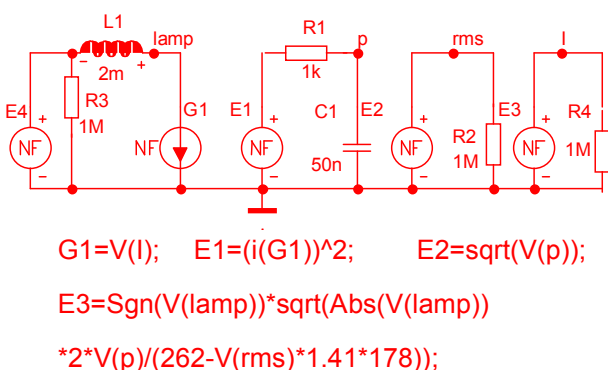 L1
lamp
R1
p
rms
I
2m
1k
E4
R3
1M
G1
E1
C1
E2
E3
R4
NF
NF
NF
NF
NF
50n
R2
1M
1M
G1=V(I); E1=(i(G1))^2; E2=sqrt(V(p));
E3=Sgn(V(lamp))*sqrt(Abs(V(lamp))
*2*V(p)/(262-V(rms)*1.41*178));